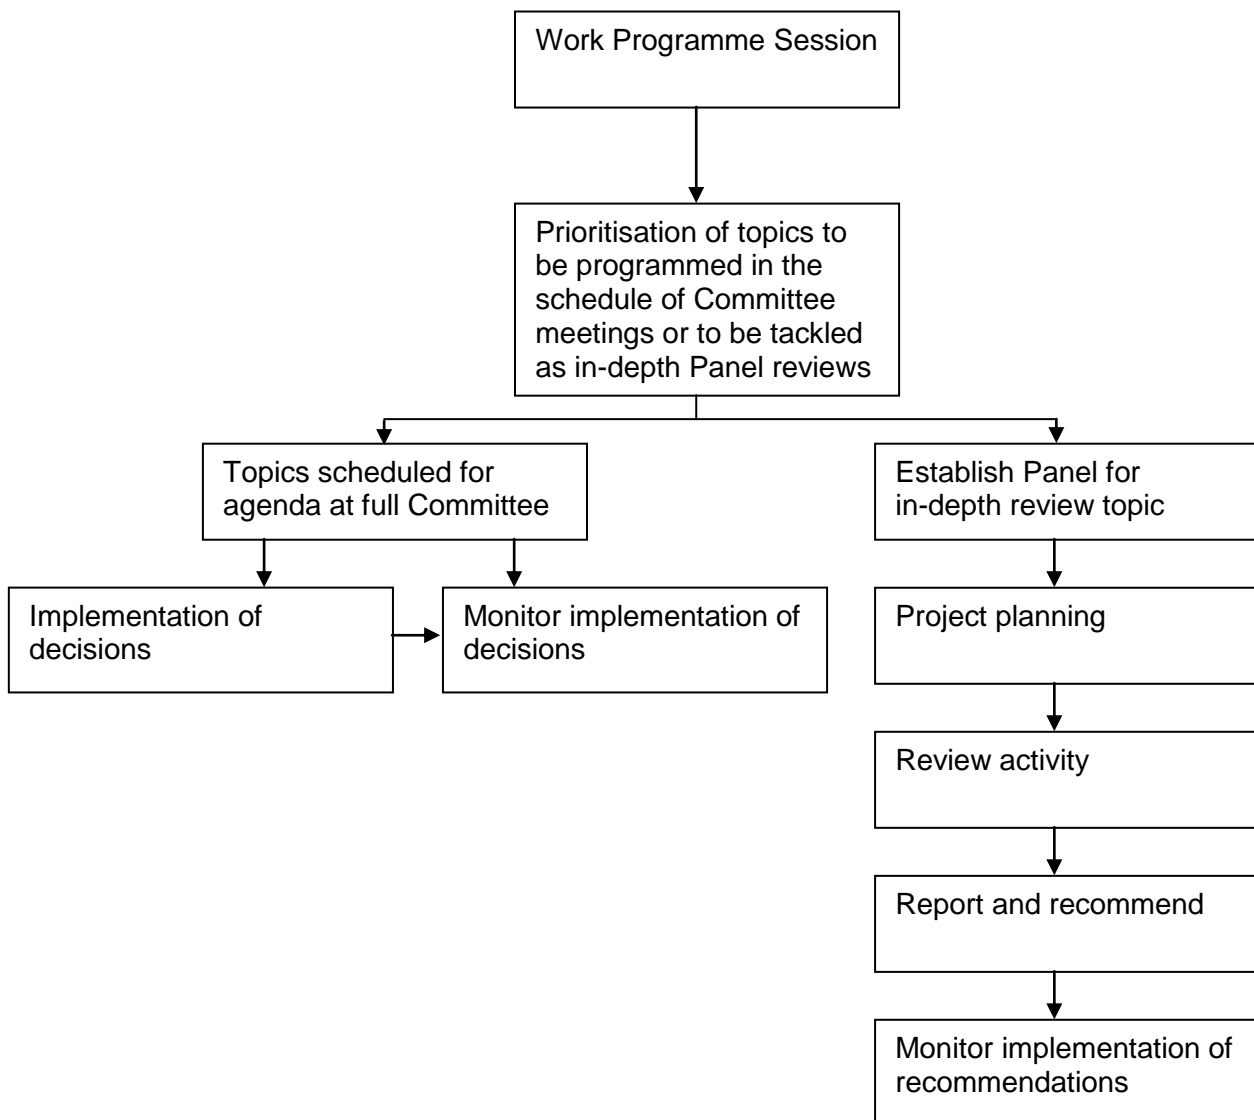 Work Programme Session
Prioritisation of topics to
be programmed in the
schedule of Committee
meetings or to be tackled
as in-depth Panel reviews
Topics scheduled for
agenda at full Committee
Establish Panel for
in-depth review topic
Implementation of
decisions
Monitor implementation of
decisions
Project planning
Review activity
Report and recommend
Monitor implementation of
recommendations